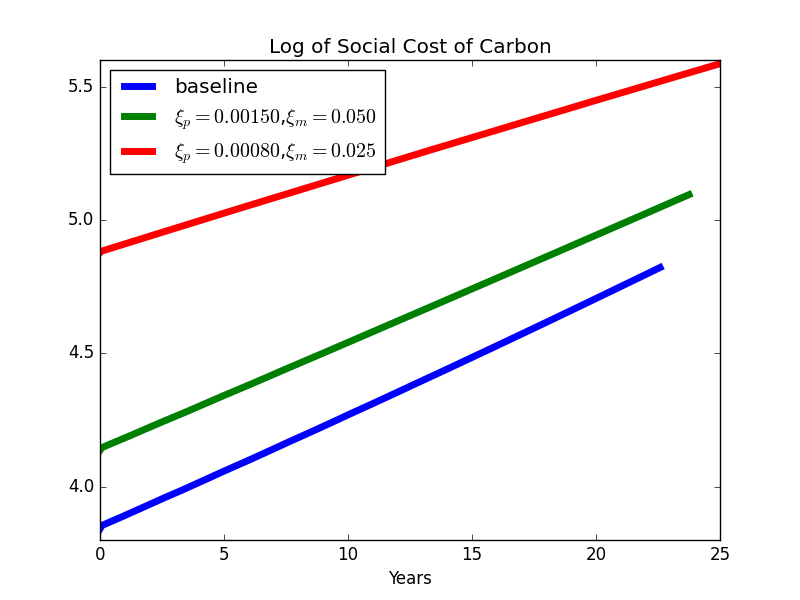 Log of Social Cost of Carbon
baseline
ξₚ = 0.00150,ξₘ = 0.050
ξₚ = 0.00080,ξₘ = 0.025
5.5
5.0
4.5
4.0
0 5 10 15 20 25
Years